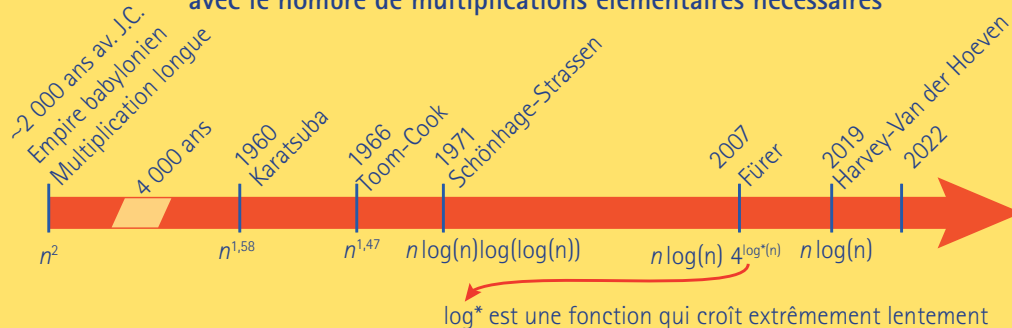 avec le nombre de multiplications élémentaires nécessaires
~2 000 ans av. J.C.
Empire babylonien
Multiplication longue
4 000 ans
1960
Karatsuba
1966
Toom-Cook
1971
Schönhage-Strassen
2007
Fürer
2019
Harvey-Van der Hoeven
2022
n²
n^1,58
n^1,47
n log(n)log(log(n))
n log(n) 4^log*(n)
n log(n)
log* est une fonction qui croît extrêmement lentement